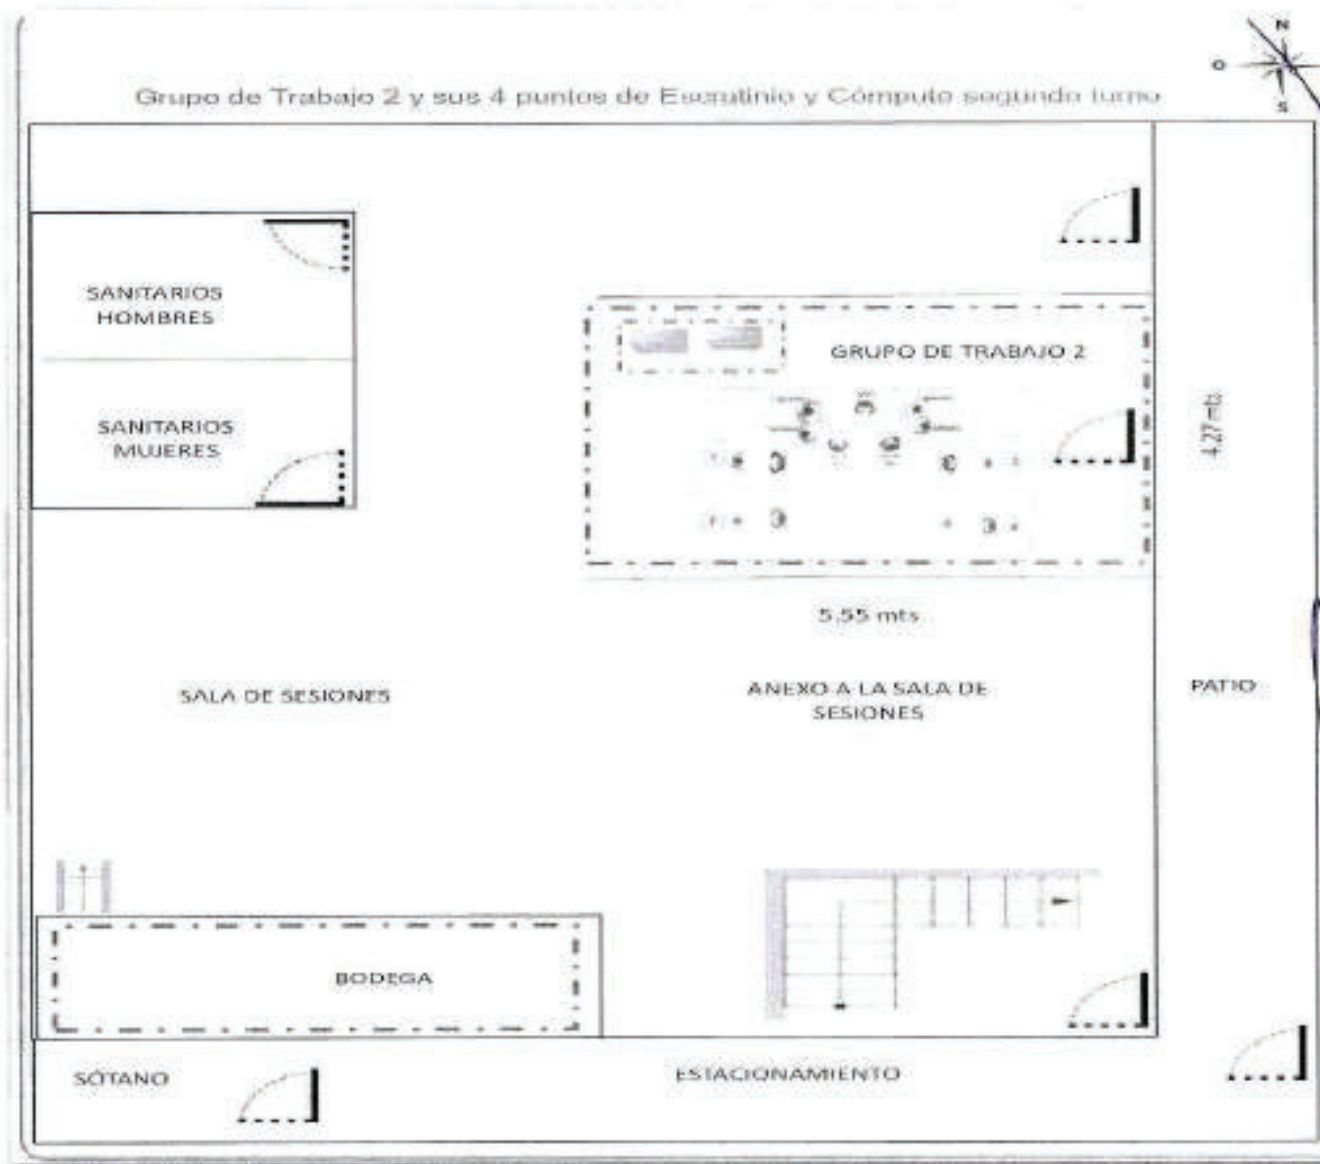 N
O
S
Grupo de Trabajo 2 y sus 4 puntos de Escrutinio y Cómputo segundo turno
SANITARIOS
HOMBRES
GRUPO DE TRABAJO 2
SANITARIOS
MUJERES
4.27 mts
5.55 mts
SALA DE SESIONES
ANEXO A LA SALA DE
SESIONES
PATIO
BODEGA
SÓTANO
ESTACIONAMIENTO